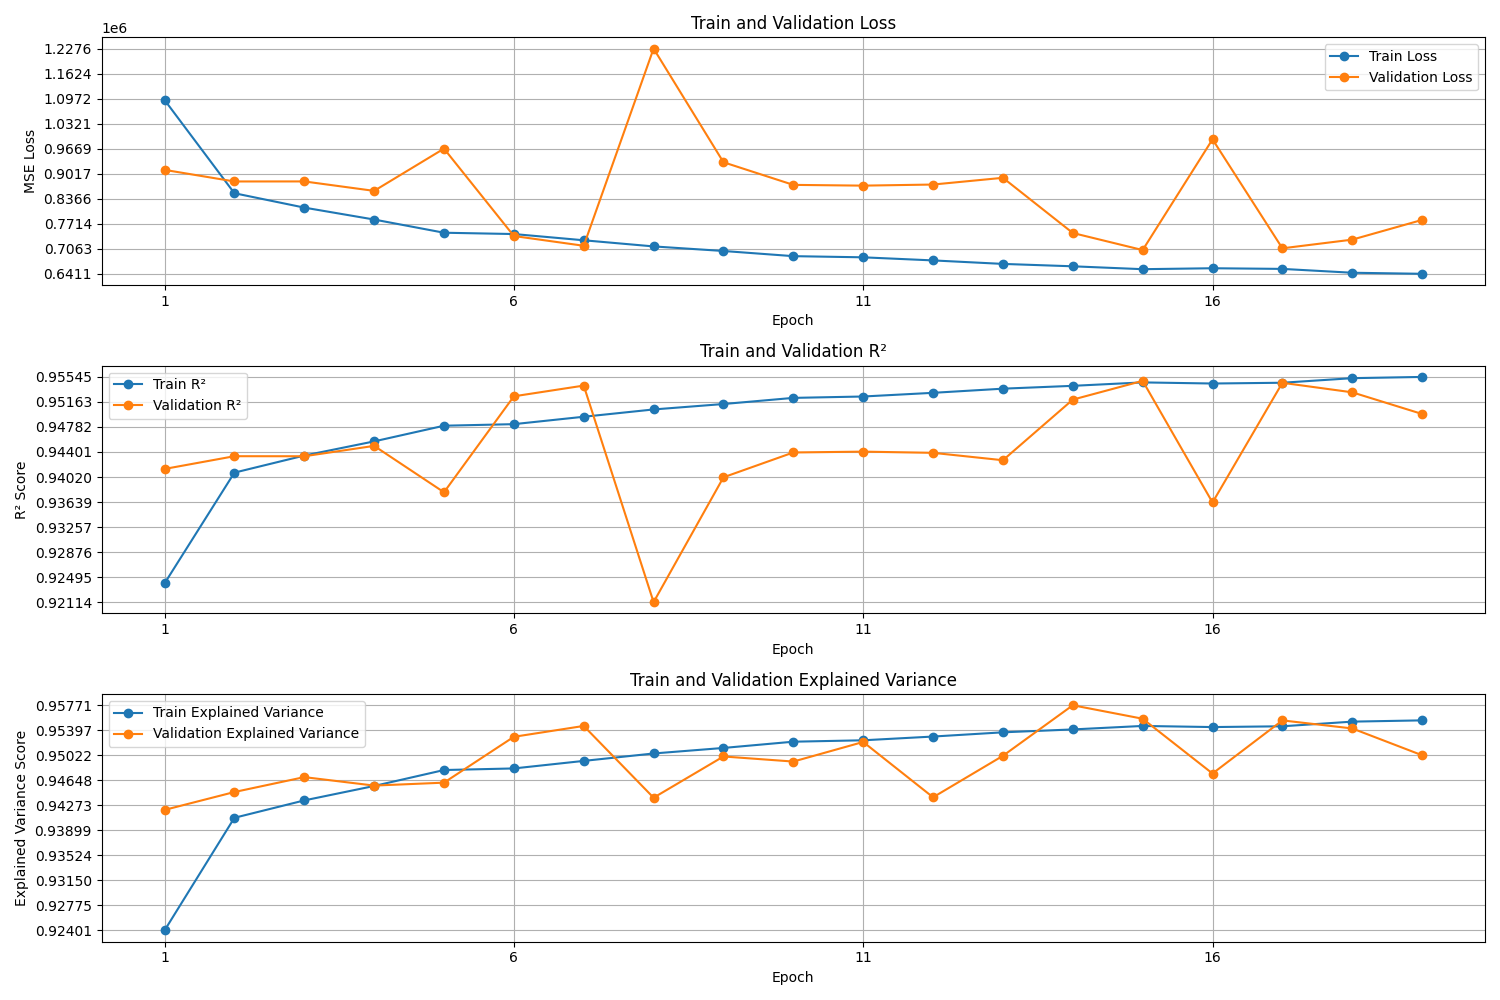 Train and Validation Loss
1e6
1.2276
1.1624
1.0972
1.0321
0.9669
0.9017
0.8366
0.7714
0.7063
0.6411
MSE Loss
Train Loss
Validation Loss
1 6 11 16
Epoch
Train and Validation R²
0.95545
0.95163
0.94782
0.94401
0.94020
0.93639
0.93257
0.92876
0.92495
0.92114
R² Score
Train R²
Validation R²
1 6 11 16
Epoch
Train and Validation Explained Variance
0.95771
0.95397
0.95022
0.94648
0.94273
0.93899
0.93524
0.93150
0.92775
0.92401
Explained Variance Score
Train Explained Variance
Validation Explained Variance
1 6 11 16
Epoch